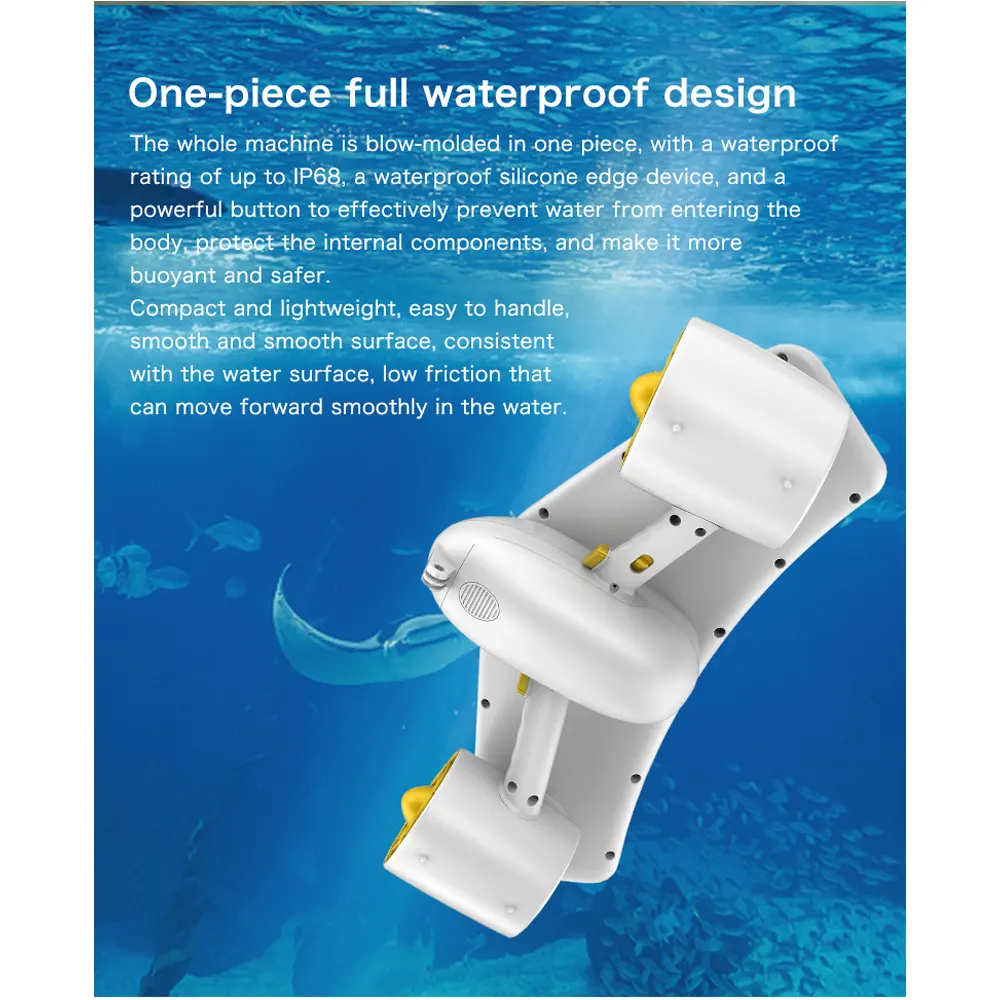 One-piece full waterproof design
The whole machine is blow-molded in one piece, with a waterproof
rating of up to IP68, a waterproof silicone edge device, and a
powerful button to effectively prevent water from entering the
body, protect the internal components, and make it more
buoyant and safer.
Compact and lightweight, easy to handle,
smooth and smooth surface, consistent
with the water surface, low friction that
can move forward smoothly in the water.